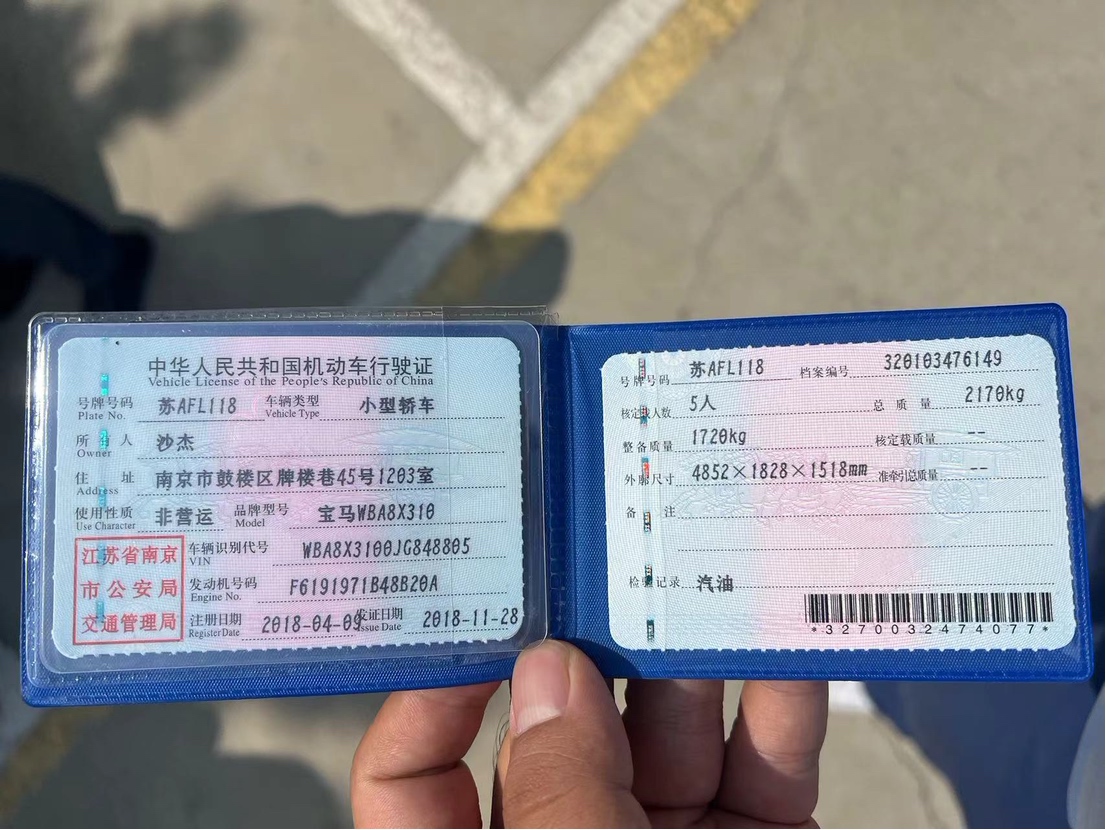 中华人民共和国机动车行驶证
Vehicle License of the People's Republic of China
号牌号码 苏AFL118 车辆类型 小型轿车
Plate No. Vehicle Type
所有人 沙杰
Owner
住址 南京市鼓楼区牌楼巷45号1203室
Address
使用性质 非营运 品牌型号 宝马WBA8X310
Use Character Model
江苏省南京
市公安局
交通管理局
车辆识别代号 WBA8X3100JG848805
VIN
发动机号码 F6191971B48B20A
Engine No.
注册日期 2018-04-09 发证日期 2018-11-28
Register Date Issue Date
号牌号码 苏AFL118 档案编号 320103476149
核定载人数 5人 总质量 2170kg
整备质量 1720kg 核定载质量 --
外廓尺寸 4852×1828×1518mm 准牵引总质量 --
备注
检验记录 汽油
*3270032474077*